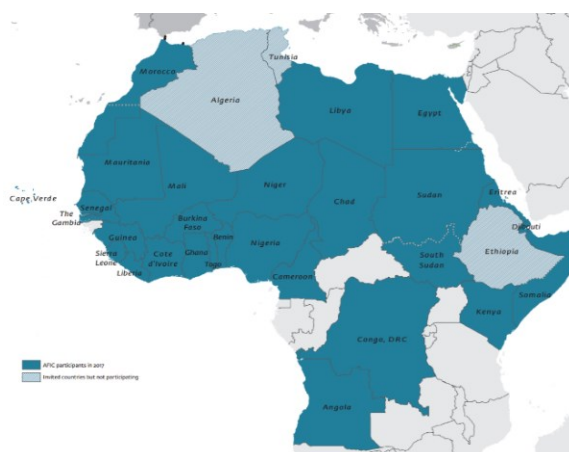 Morocco
Tunisia
Algeria
Libya
Egypt
Mauritania
Mali
Niger
Chad
Sudan
Eritrea
Cape Verde
Senegal
The
Gambia
Burkina
Faso
Djibouti
Guinea
Benin
Nigeria
Ethiopia
Sierra
Leone
Cote
d'Ivoire
Ghana
Togo
South
Sudan
Liberia
Cameroon
Somalia
Kenya
Congo, DRC
Angola
AFIC participants in 2017
Invited countries but not participating